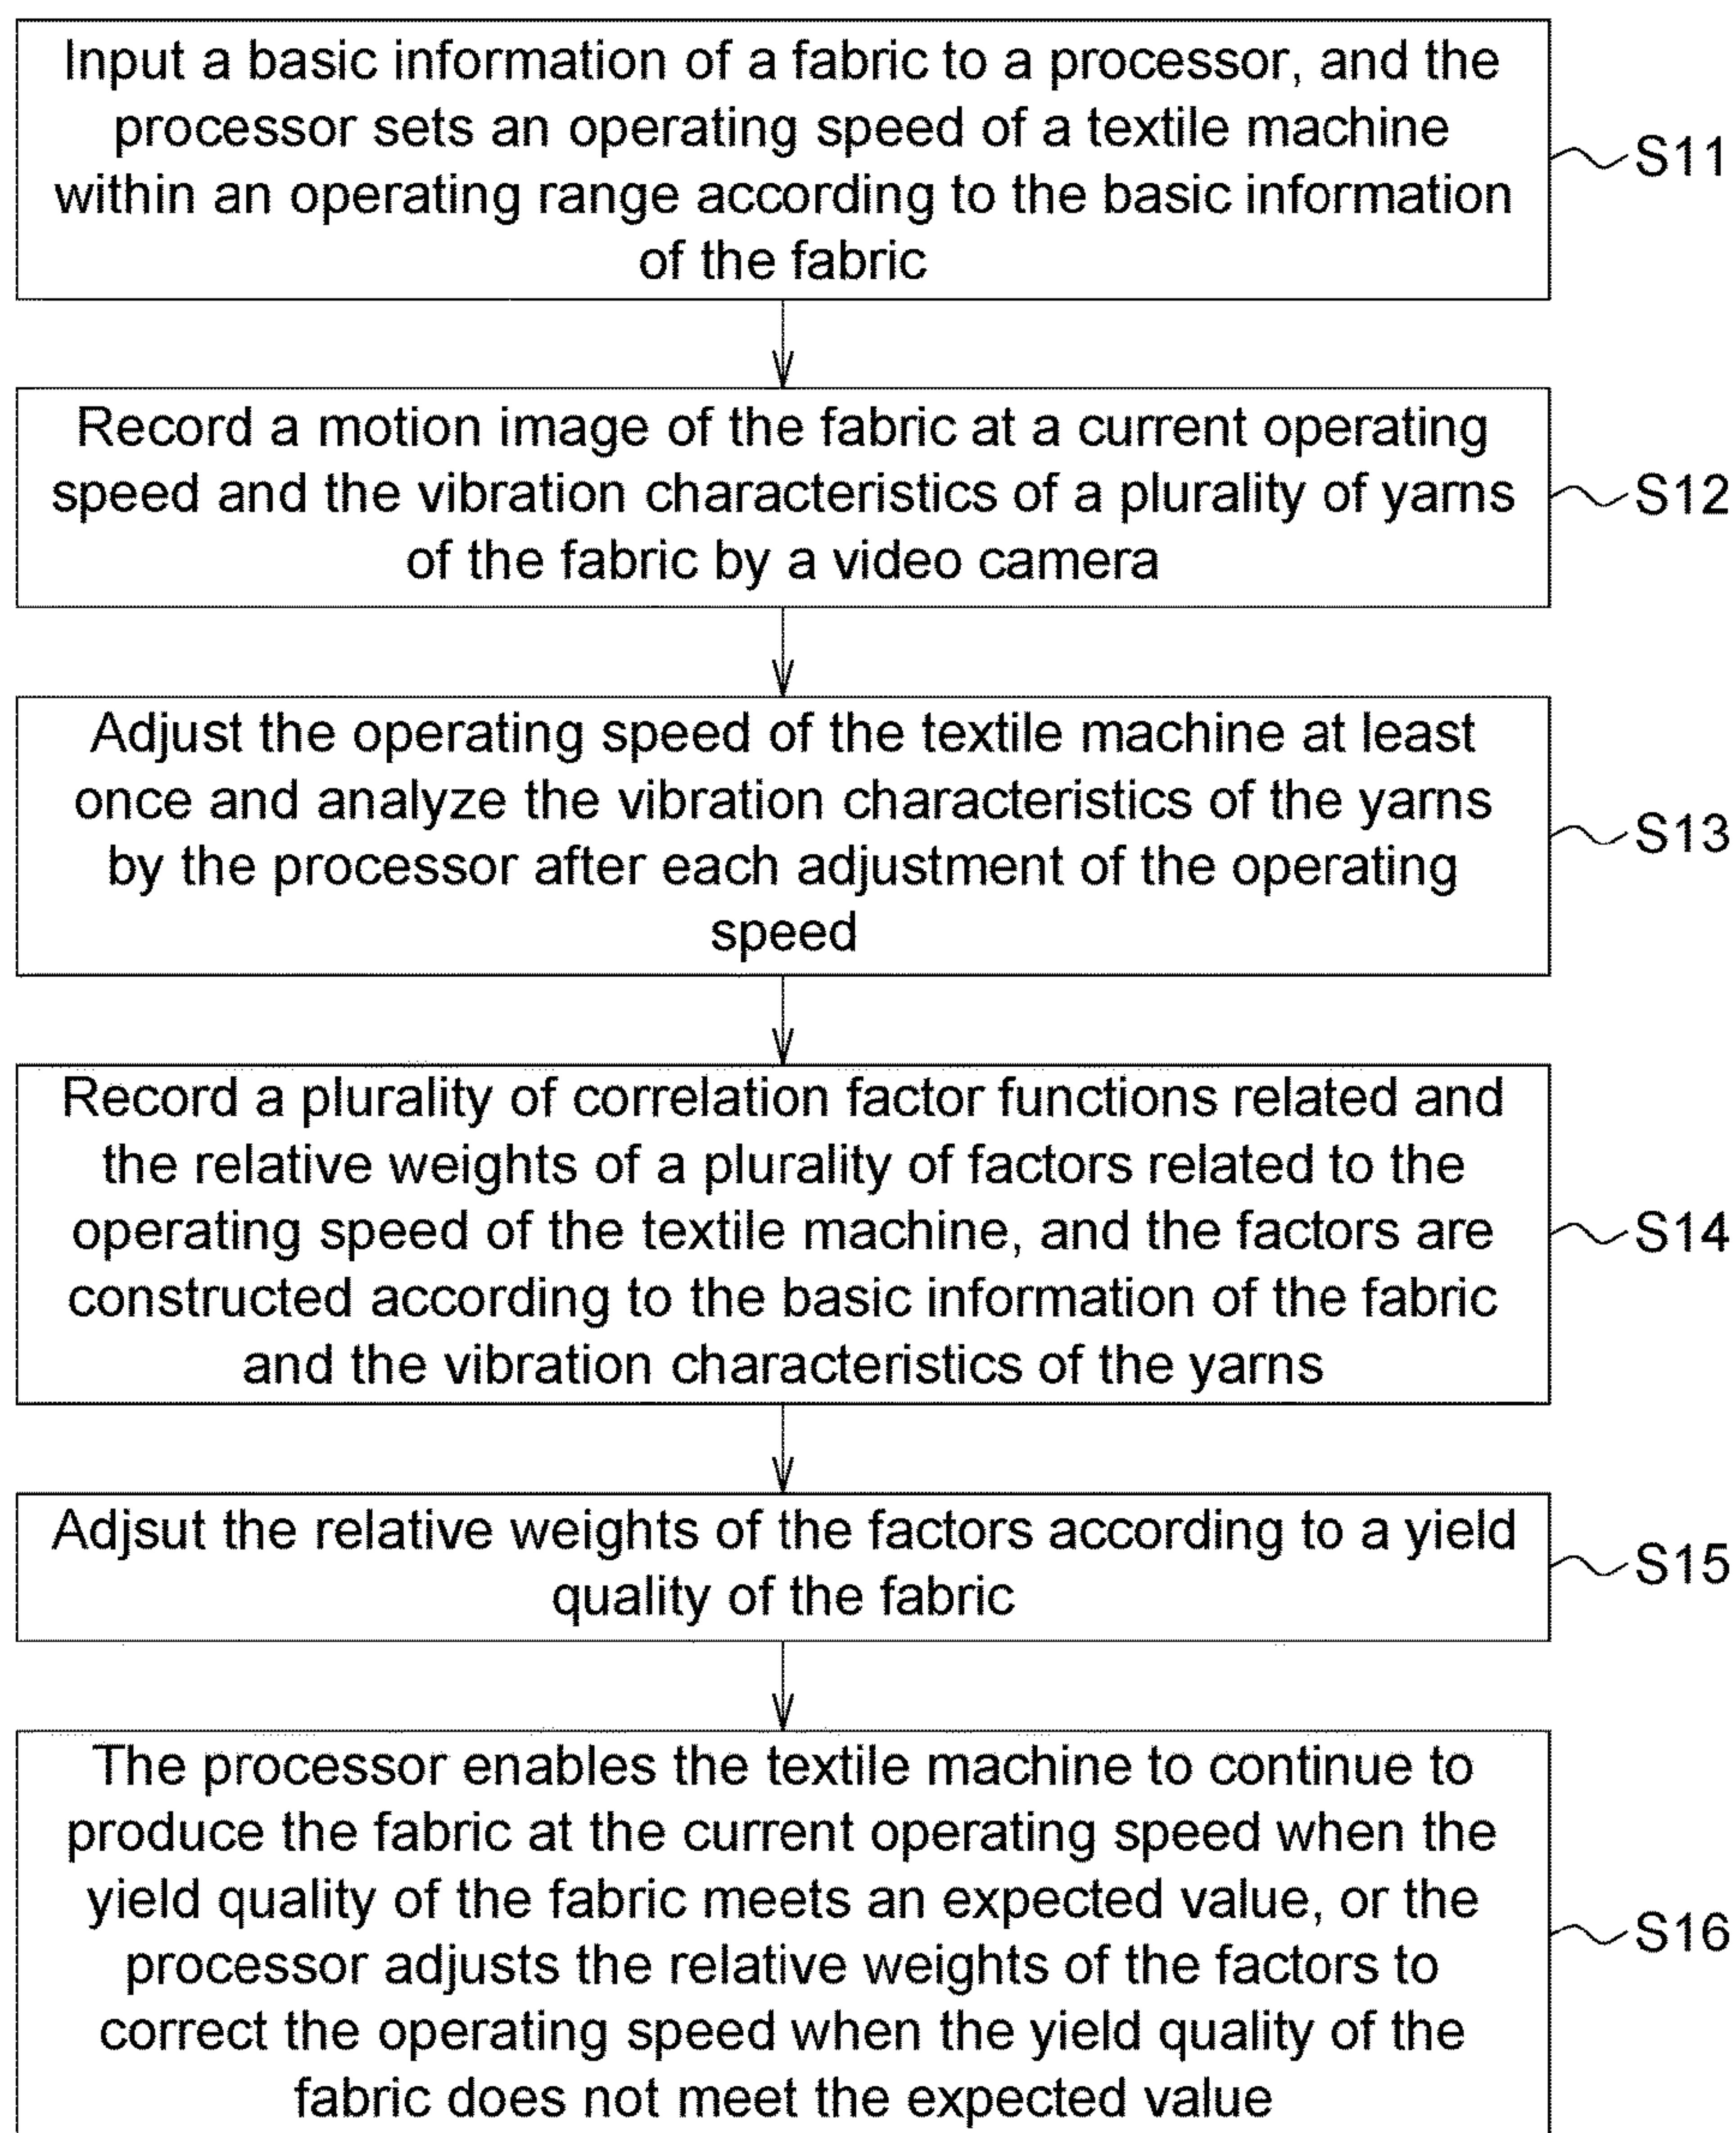 Input a basic information of a fabric to a processor, and the
processor sets an operating speed of a textile machine
within an operating range according to the basic information
of the fabric
S11
Record a motion image of the fabric at a current operating
speed and the vibration characteristics of a plurality of yarns
of the fabric by a video camera
S12
Adjust the operating speed of the textile machine at least
once and analyze the vibration characteristics of the yarns
by the processor after each adjustment of the operating
speed
S13
Record a plurality of correlation factor functions related and
the relative weights of a plurality of factors related to the
operating speed of the textile machine, and the factors are
constructed according to the basic information of the fabric
and the vibration characteristics of the yarns
S14
Adjsut the relative weights of the factors according to a yield
quality of the fabric
S15
The processor enables the textile machine to continue to
produce the fabric at the current operating speed when the
yield quality of the fabric meets an expected value, or the
processor adjusts the relative weights of the factors to
correct the operating speed when the yield quality of the
fabric does not meet the expected value
S16